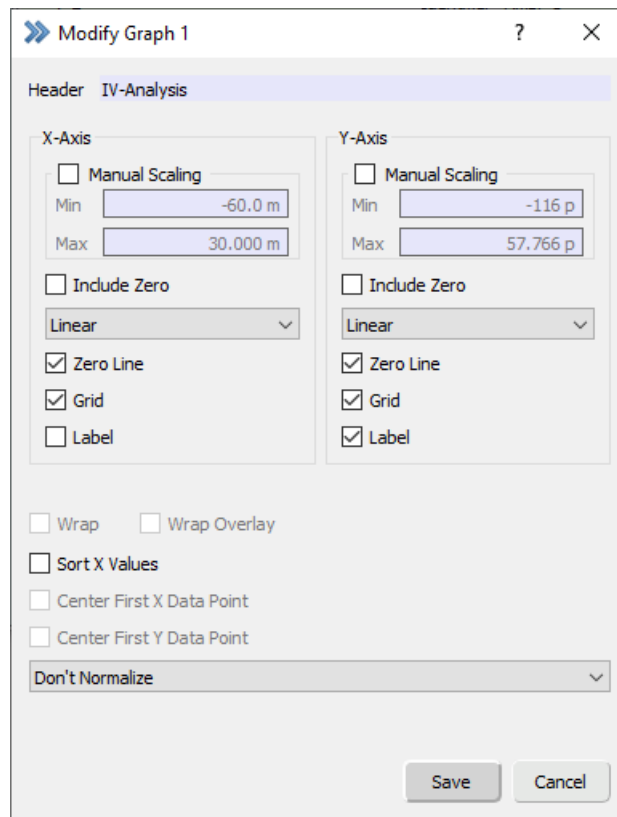 Modify Graph 1 ?
Header IV-Analysis
X-Axis
Manual Scaling
Min -60.0 m
Max 30.000 m
Include Zero
Linear
Zero Line
Grid
Label
Y-Axis
Manual Scaling
Min -116 p
Max 57.766 p
Include Zero
Linear
Zero Line
Grid
Label
Wrap Wrap Overlay
Sort X Values
Center First X Data Point
Center First Y Data Point
Don't Normalize
Save Cancel